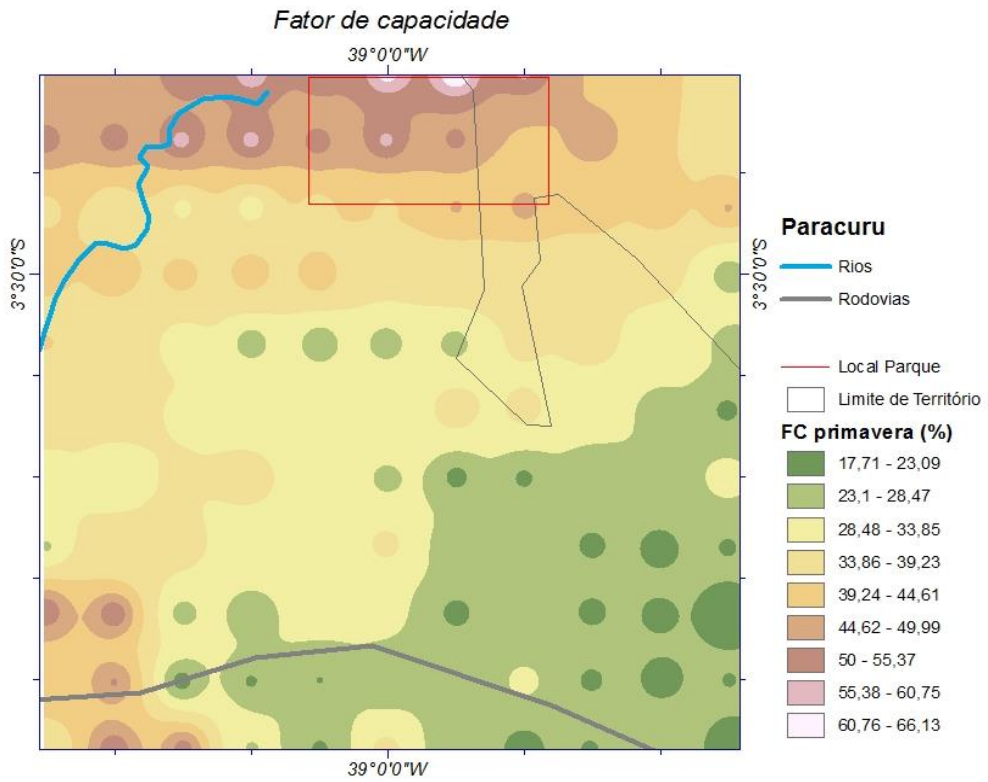 Fator de capacidade
39°0'0"W
3°30'0"S
3°30'0"S
Paracuru
Rios
Rodovias
Local Parque
Limite de Território
FC primavera (%)
17,71 - 23,09
23,1 - 28,47
28,48 - 33,85
33,86 - 39,23
39,24 - 44,61
44,62 - 49,99
50 - 55,37
55,38 - 60,75
60,76 - 66,13
39°0'0"W